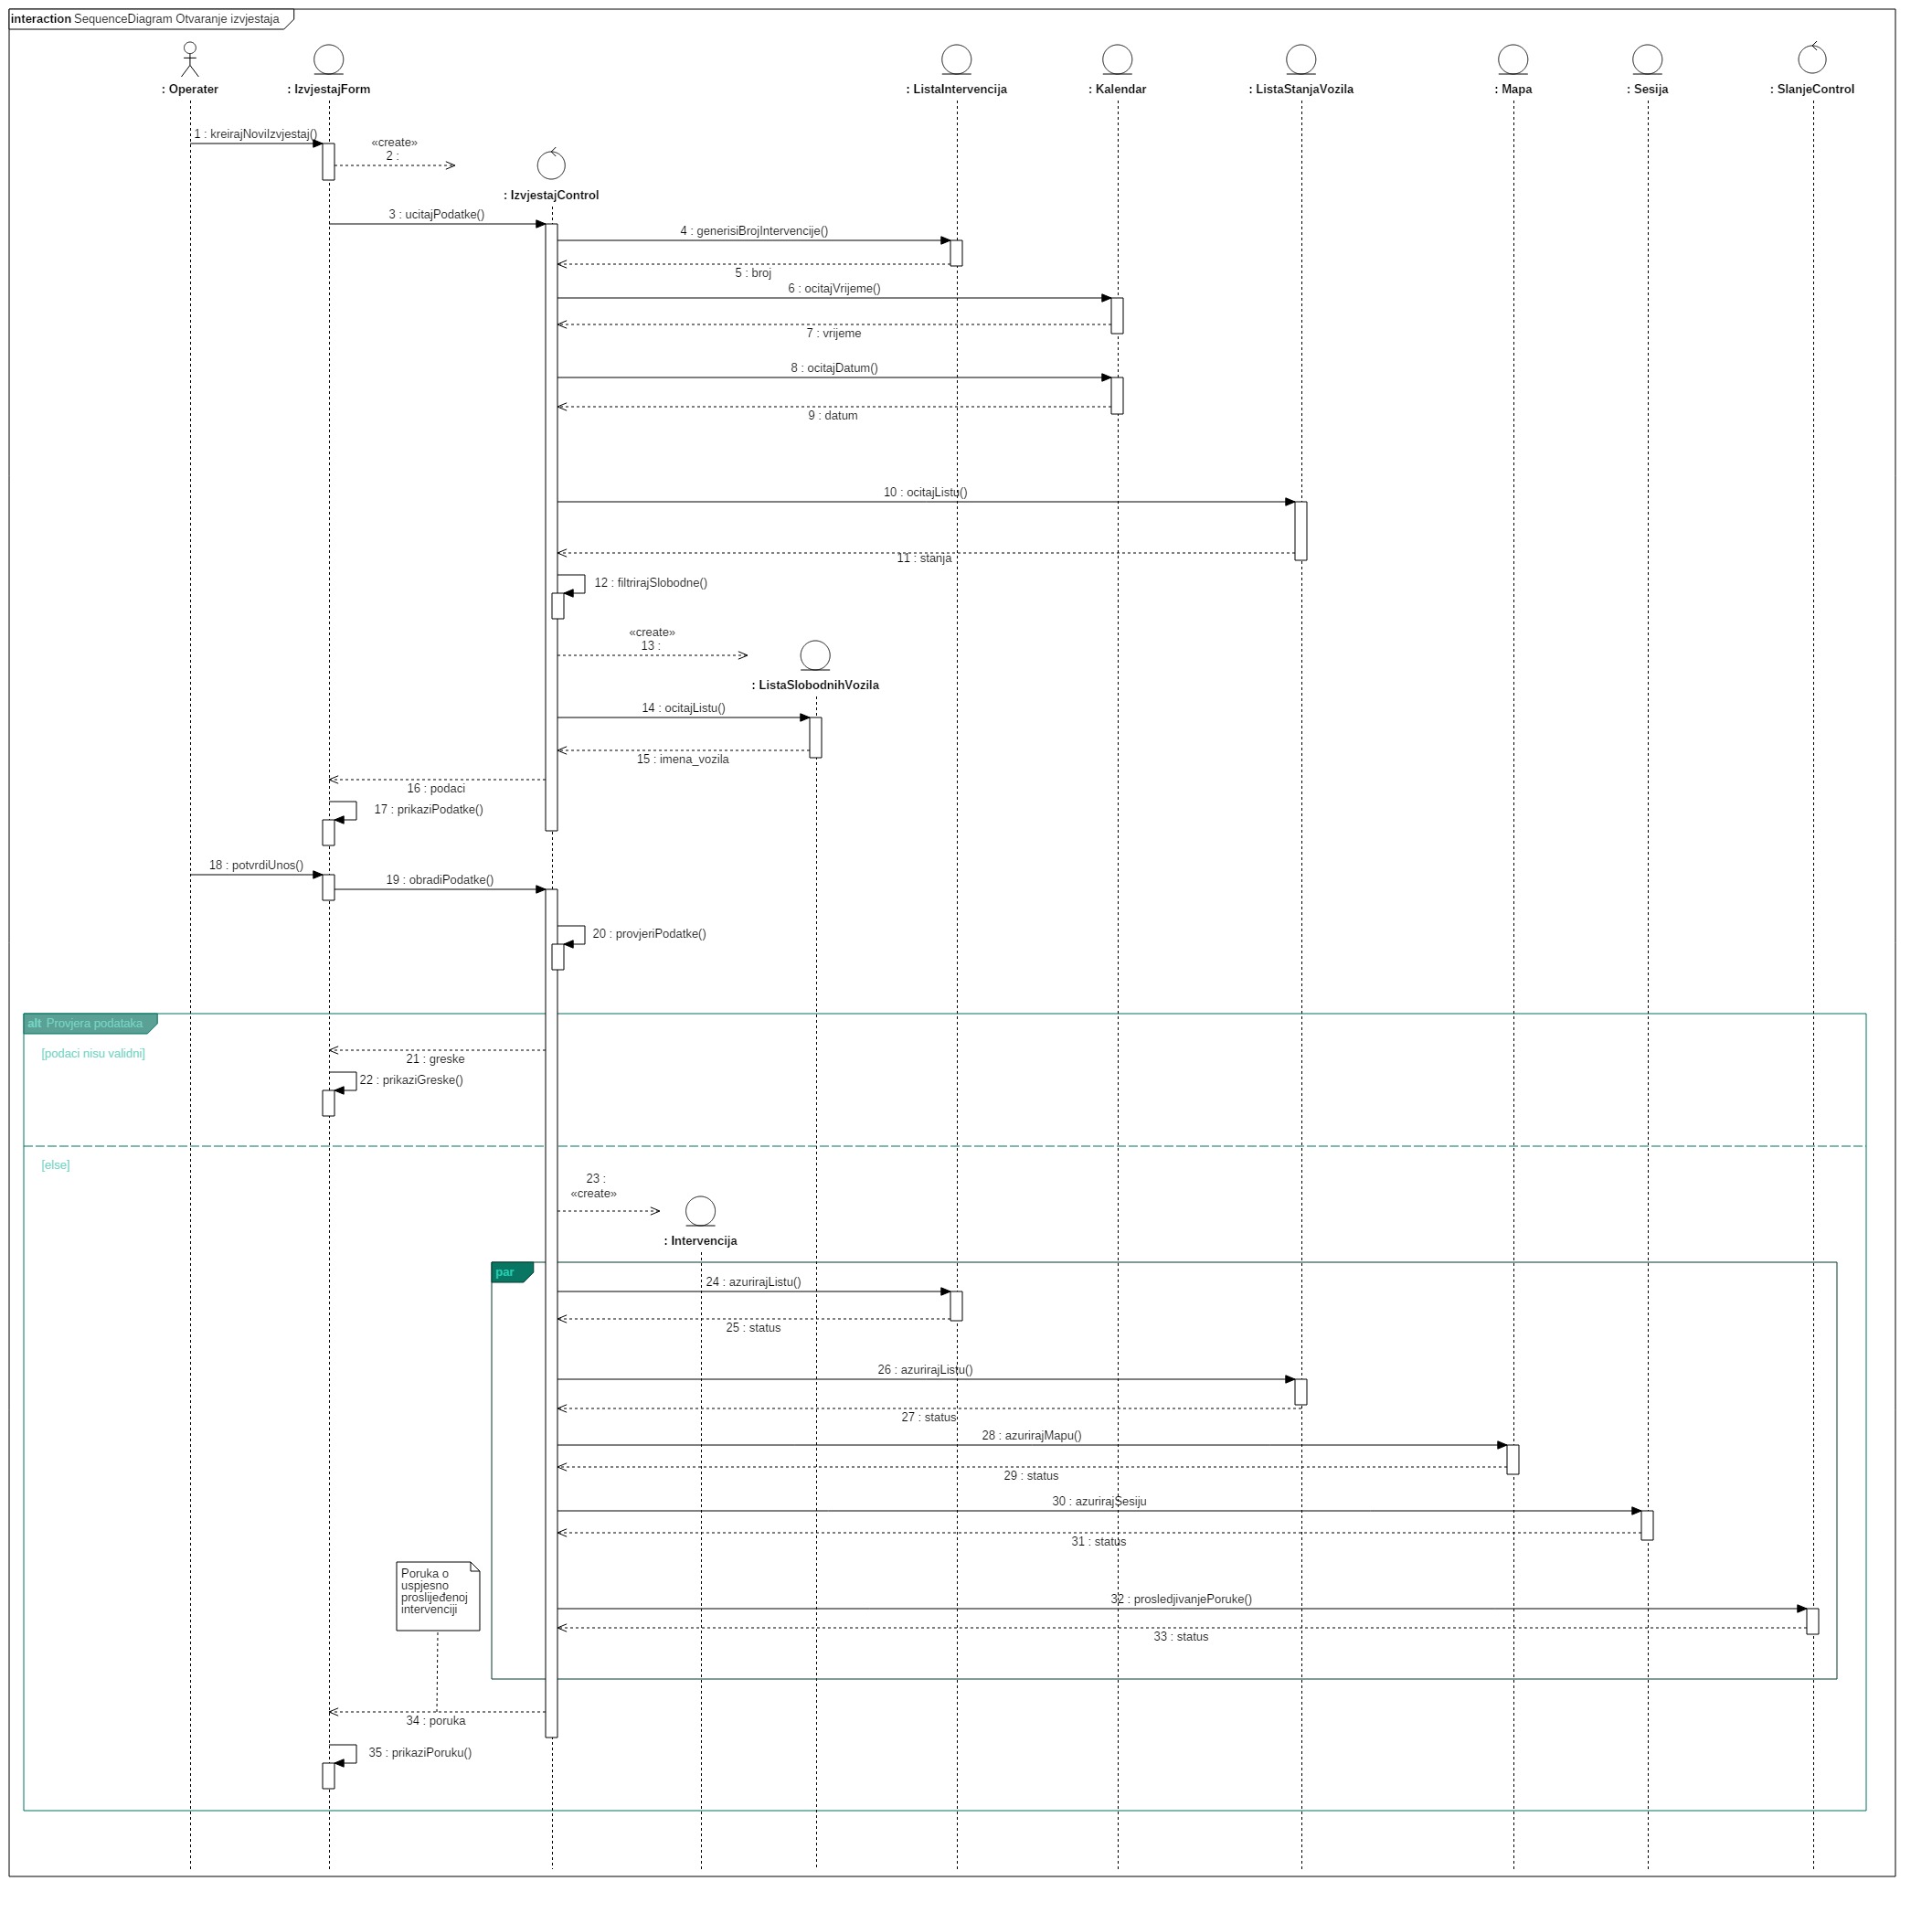 interaction SequenceDiagram Otvaranje izvjestaja
: Operater
: IzvjestajForm
: ListaIntervencija
: Kalendar
: ListaStanjaVozila
: Mapa
: Sesija
: SlanjeControl
1 : kreirajNoviIzvjestaj()
«create»
2 :
: IzvjestajControl
3 : ucitajPodatke()
4 : generisiBrojIntervencije()
5 : broj
6 : ocitajVrijeme()
7 : vrijeme
8 : ocitajDatum()
9 : datum
10 : ocitajListu()
11 : stanja
12 : filtrirajSlobodne()
«create»
13 :
: ListaSlobodnihVozila
14 : ocitajListu()
15 : imena_vozila
16 : podaci
17 : prikaziPodatke()
18 : potvrdiUnos()
19 : obradiPodatke()
20 : provjeriPodatke()
alt Provjera podataka
[podaci nisu validni]
21 : greske
22 : prikaziGreske()
[else]
23 :
«create»
: Intervencija
par
24 : azurirajListu()
25 : status
26 : azurirajListu()
27 : status
28 : azurirajMapu()
29 : status
30 : azurirajSesiju
31 : status
Poruka o
uspjesno
proslijeđenoj
intervenciji
32 : prosledjivanjePoruke()
33 : status
34 : poruka
35 : prikaziPoruku()